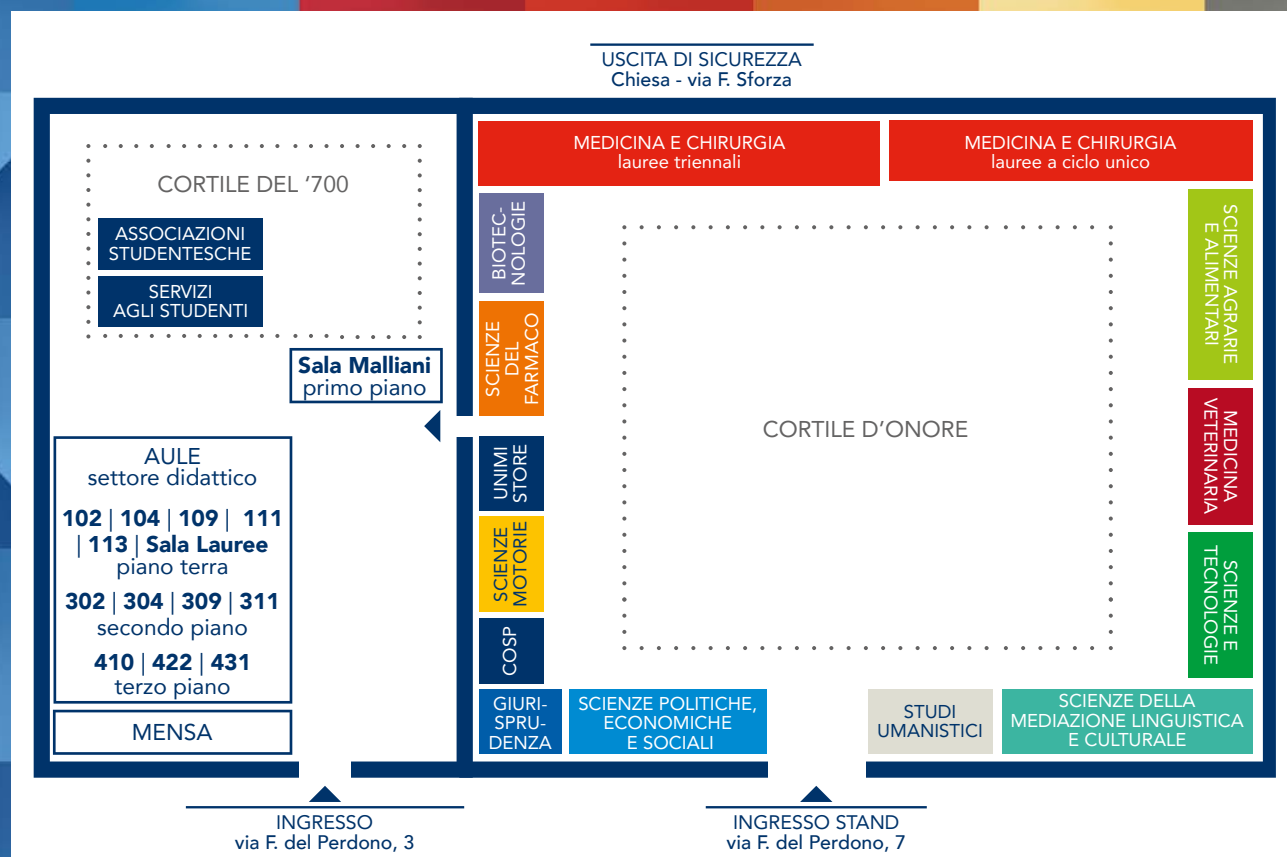 USCITA DI SICUREZZA
Chiesa - via F. Sforza
CORTILE DEL '700
ASSOCIAZIONI
STUDENTESCHE
SERVIZI
AGLI STUDENTI
Sala Malliani
primo piano
AULE
settore didattico
102 | 104 | 109 | 111
| 113 | Sala Lauree
piano terra
302 | 304 | 309 | 311
secondo piano
410 | 422 | 431
terzo piano
MENSA
MEDICINA E CHIRURGIA
lauree triennali
MEDICINA E CHIRURGIA
lauree a ciclo unico
BIOTEC-
NOLOGIE
SCIENZE
DEL
FARMACO
UNIMI
STORE
SCIENZE
MOTORIE
COSP
GIURI-
SPRU-
DENZA
SCIENZE POLITICHE,
ECONOMICHE
E SOCIALI
CORTILE D'ONORE
STUDI
UMANISTICI
SCIENZE DELLA
MEDIAZIONE LINGUISTICA
E CULTURALE
SCIENZE AGRARIE
E ALIMENTARI
MEDICINA
VETERINARIA
SCIENZE E
TECNOLOGIE
INGRESSO
via F. del Perdono, 3
INGRESSO STAND
via F. del Perdono, 7